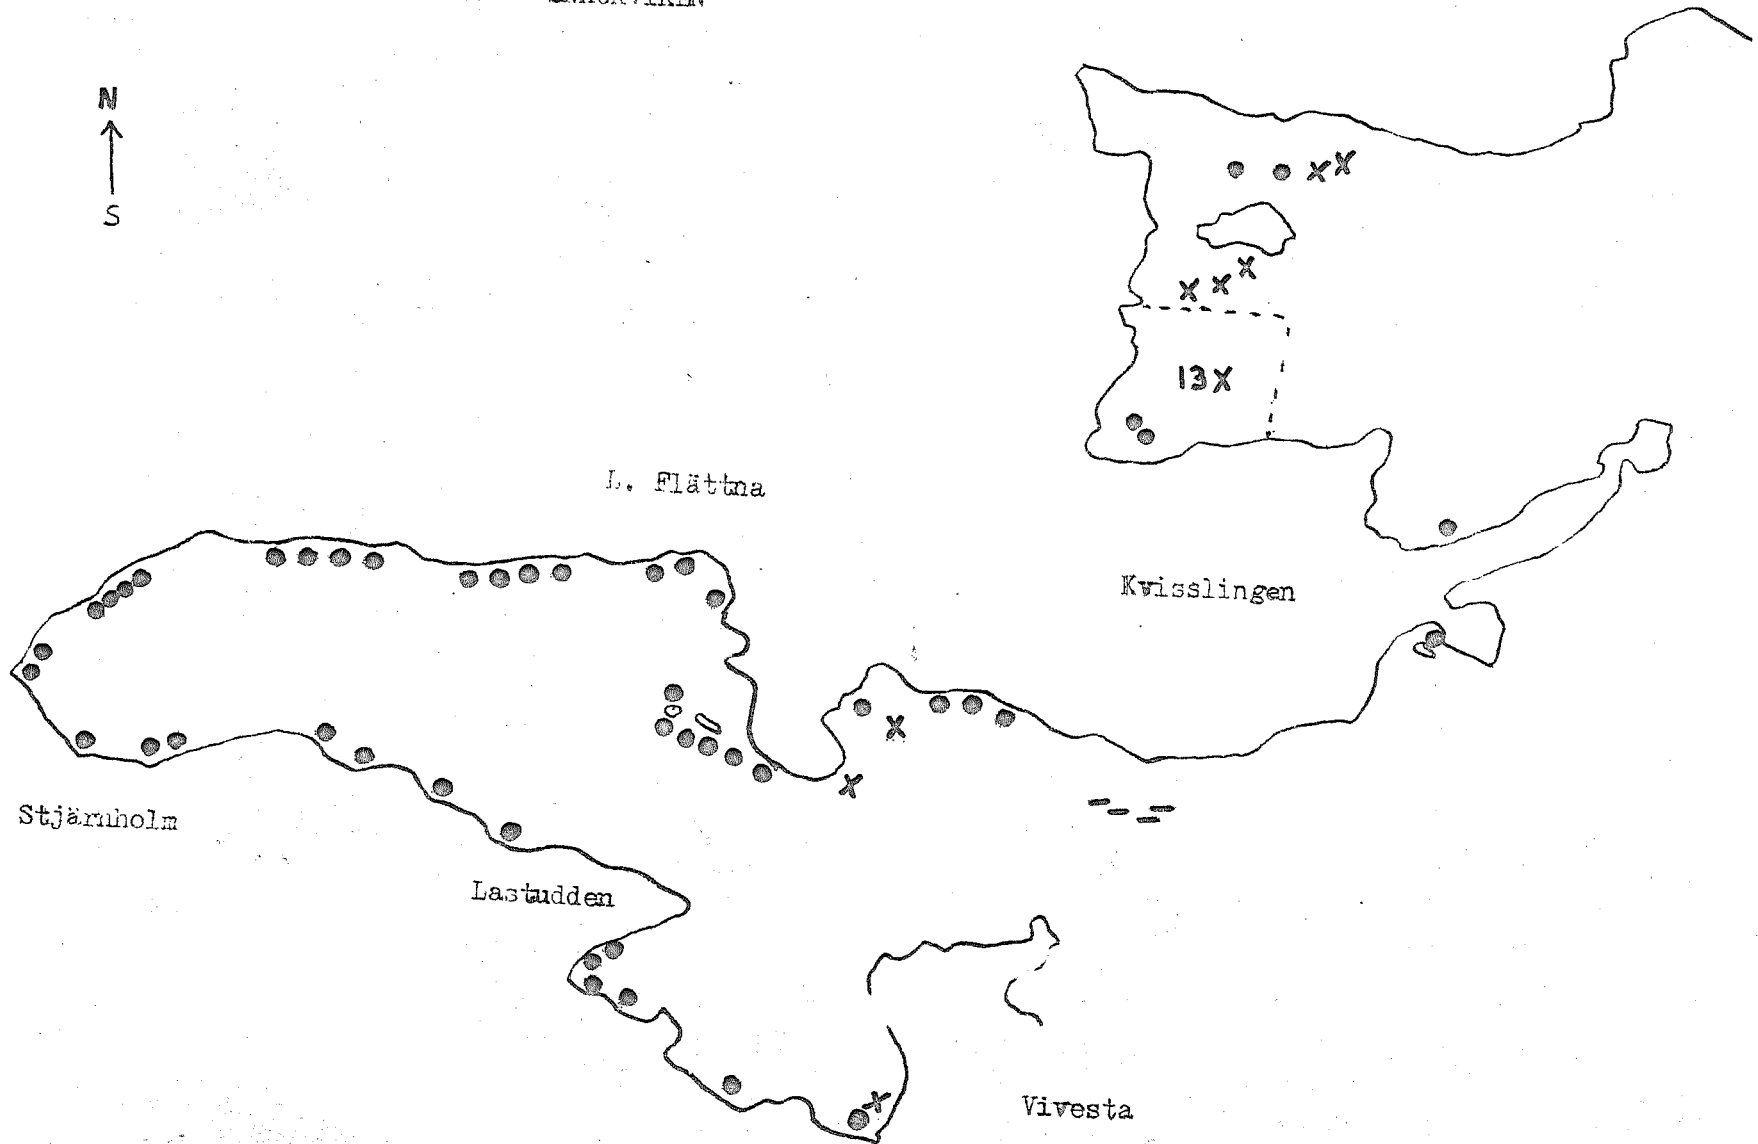 N
S
x x
x x x
13X
L. Flättna
Kvisslingen
x
x
Stjärnholm
Lastudden
x
Vivesta